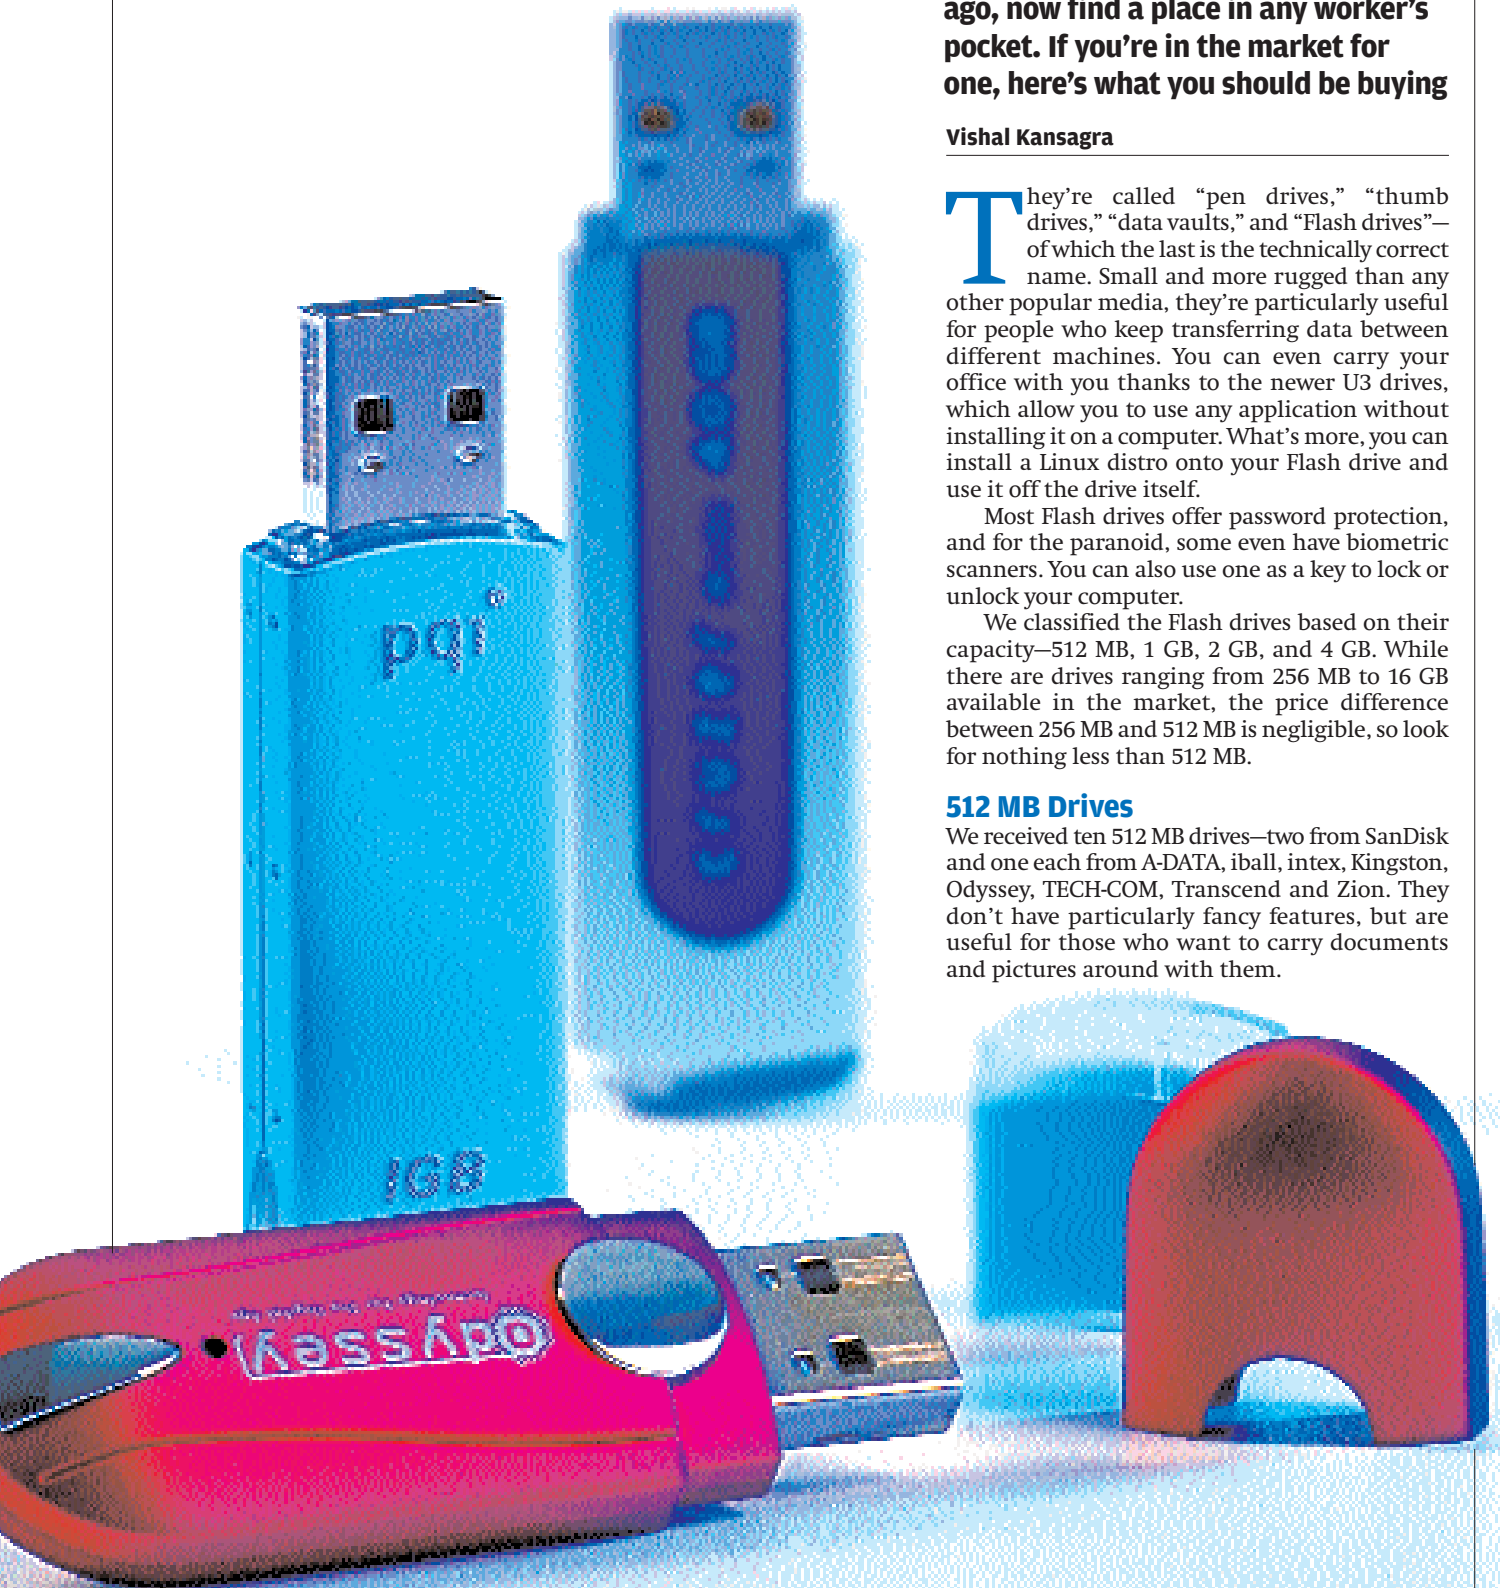 ago, now find a place in any worker's
pocket. If you're in the market for
one, here's what you should be buying
Vishal Kansagra
They're called “pen drives,” “thumb
drives,” “data vaults,” and “Flash drives”—
of which the last is the technically correct
name. Small and more rugged than any
other popular media, they're particularly useful
for people who keep transferring data between
different machines. You can even carry your
office with you thanks to the newer U3 drives,
which allow you to use any application without
installing it on a computer. What's more, you can
install a Linux distro onto your Flash drive and
use it off the drive itself.
Most Flash drives offer password protection,
and for the paranoid, some even have biometric
scanners. You can also use one as a key to lock or
unlock your computer.
We classified the Flash drives based on their
capacity—512 MB, 1 GB, 2 GB, and 4 GB. While
there are drives ranging from 256 MB to 16 GB
available in the market, the price difference
between 256 MB and 512 MB is negligible, so look
for nothing less than 512 MB.
512 MB Drives
We received ten 512 MB drives—two from SanDisk
and one each from A-DATA, iball, intex, Kingston,
Odyssey, TECH-COM, Transcend and Zion. They
don't have particularly fancy features, but are
useful for those who want to carry documents
and pictures around with them.
pqi®
1GB
Odyssey